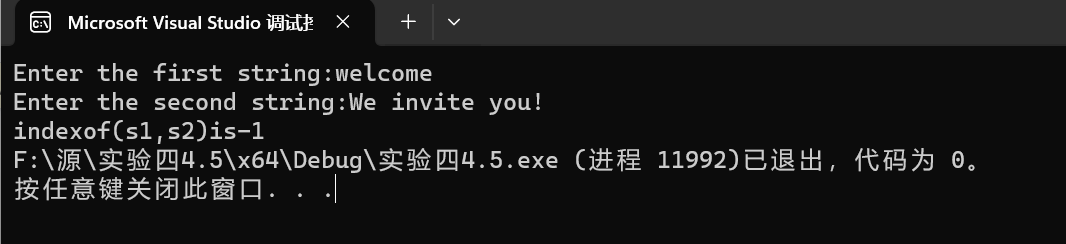 Microsoft Visual Studio 调试
Enter the first string:welcome
Enter the second string:We invite you!
indexof(s1,s2)is-1
F:\源\实验四4.5\x64\Debug\实验四4.5.exe (进程 11992)已退出，代码为 0。
按任意键关闭此窗口. . .